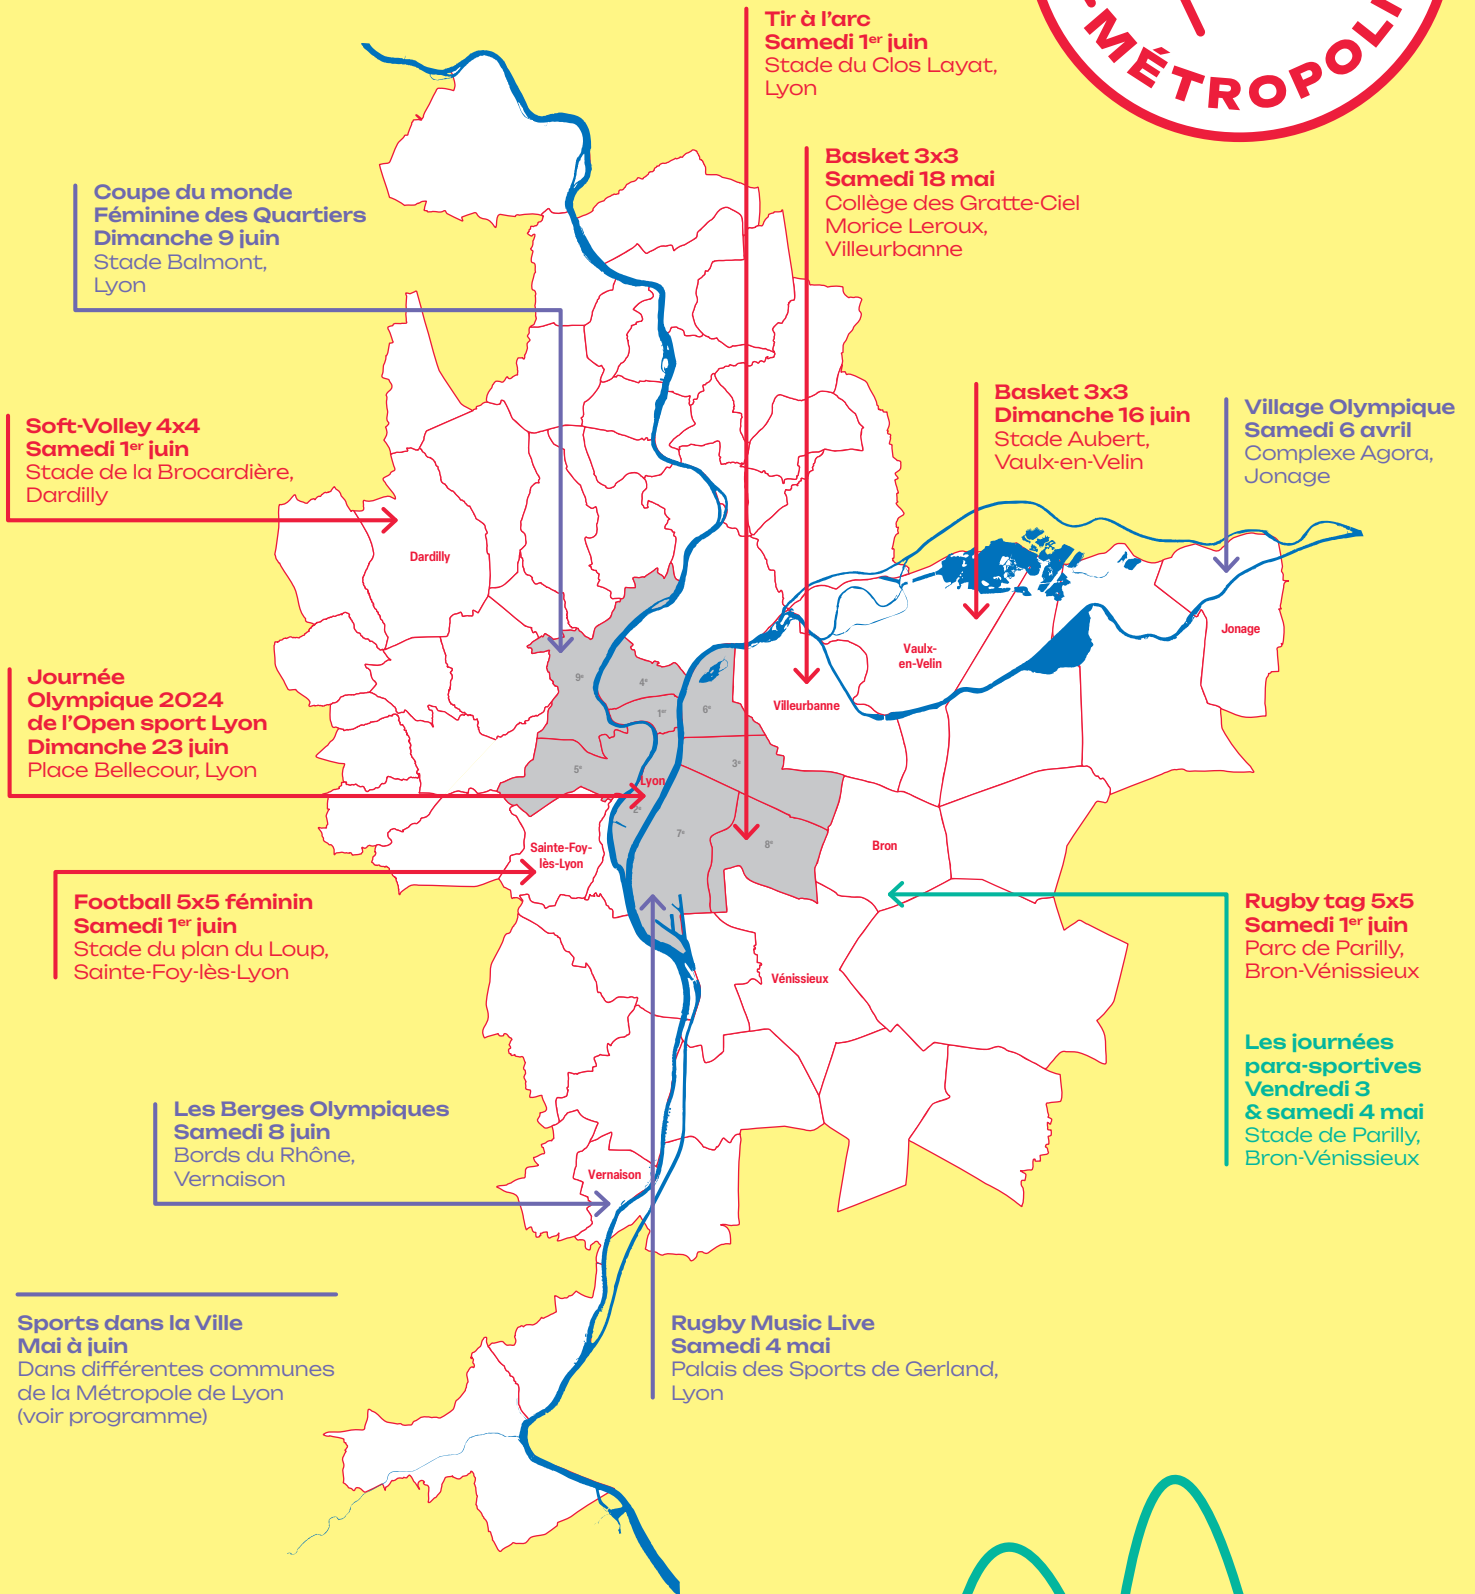 Tir à l'arc
Samedi 1er juin
Stade du Clos Layat,
Lyon
-MÉTROPOLI
Basket 3x3
Samedi 18 mai
Collège des Gratte-Ciel
Morice Leroux,
Villeurbanne
Coupe du monde
Féminine des Quartiers
Dimanche 9 juin
Stade Balmont,
Lyon
Basket 3x3
Dimanche 16 juin
Stade Aubert,
Vaulx-en-Velin
Village Olympique
Samedi 6 avril
Complexe Agora,
Jonage
Soft-Volley 4x4
Samedi 1er juin
Stade de la Brocardière,
Dardilly
Dardilly
Jonage
Vaulx-
en-Velin
Villeurbanne
9e
4e
1er
6e
5e
3e
Lyon
2e
7e
8e
Journée
Olympique 2024
de l'Open sport Lyon
Dimanche 23 juin
Place Bellecour, Lyon
Sainte-Foy-
lès-Lyon
Bron
Football 5x5 féminin
Samedi 1er juin
Stade du plan du Loup,
Sainte-Foy-lès-Lyon
Vénissieux
Rugby tag 5x5
Samedi 1er juin
Parc de Parilly,
Bron-Vénissieux
Les journées
para-sportives
Vendredi 3
& samedi 4 mai
Stade de Parilly,
Bron-Vénissieux
Les Berges Olympiques
Samedi 8 juin
Bords du Rhône,
Vernaison
Vernaison
Sports dans la Ville
Mai à juin
Dans différentes communes
de la Métropole de Lyon
(voir programme)
Rugby Music Live
Samedi 4 mai
Palais des Sports de Gerland,
Lyon